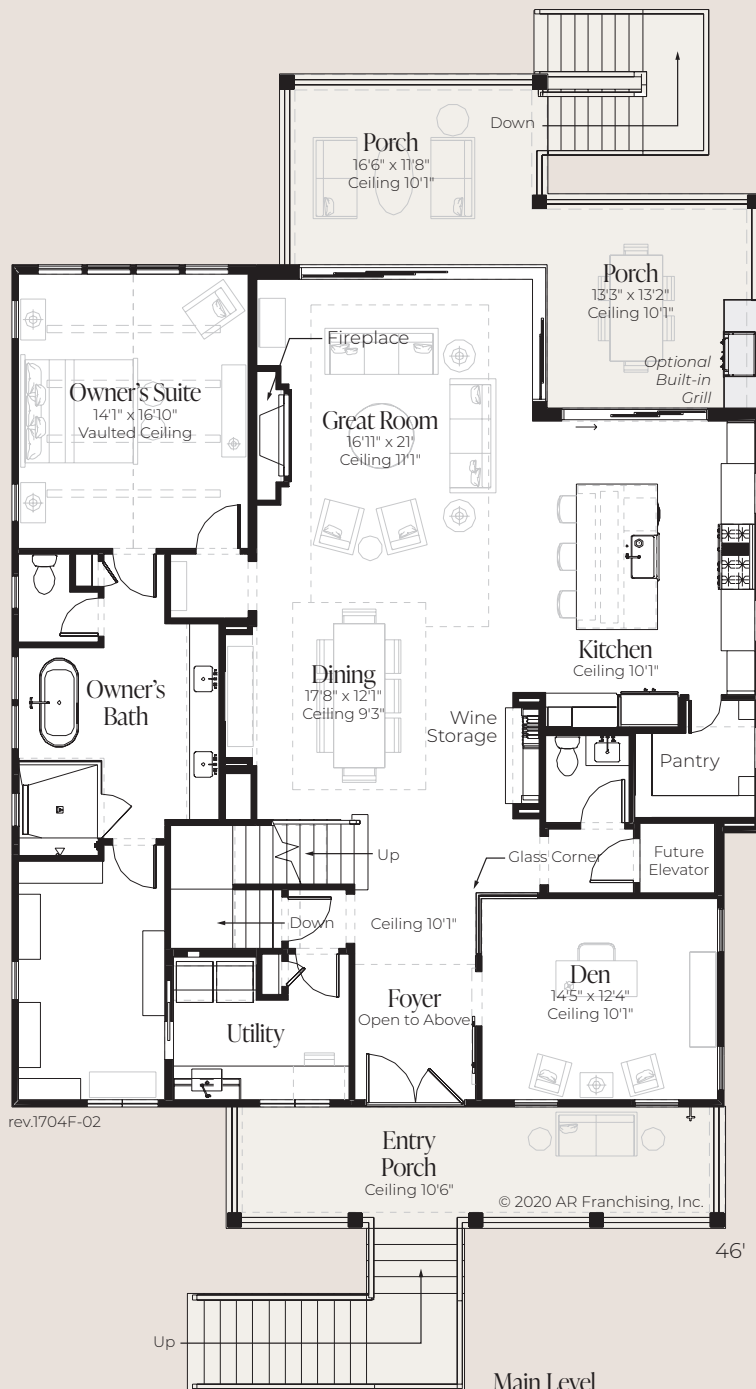 Down
Porch
16'6" x 11'8"
Ceiling 10'1"
Porch
13'3" x 13'2"
Ceiling 10'1"
Optional
Built-in
Grill
Fireplace
Owner's Suite
14'1" x 16'10"
Vaulted Ceiling
Great Room
16'11" x 21'
Ceiling 11'1"
Kitchen
Ceiling 10'1"
Owner's
Bath
Dining
17'8" x 12'1"
Ceiling 9'3"
Wine
Storage
Pantry
Up
Glass Corner
Future
Elevator
Down
Ceiling 10'1"
Den
14'5" x 12'4"
Ceiling 10'1"
Foyer
Open to Above
Utility
rev.1704F-02
Entry
Porch
Ceiling 10'6"
© 2020 AR Franchising, Inc.
46'
Up
Main Level